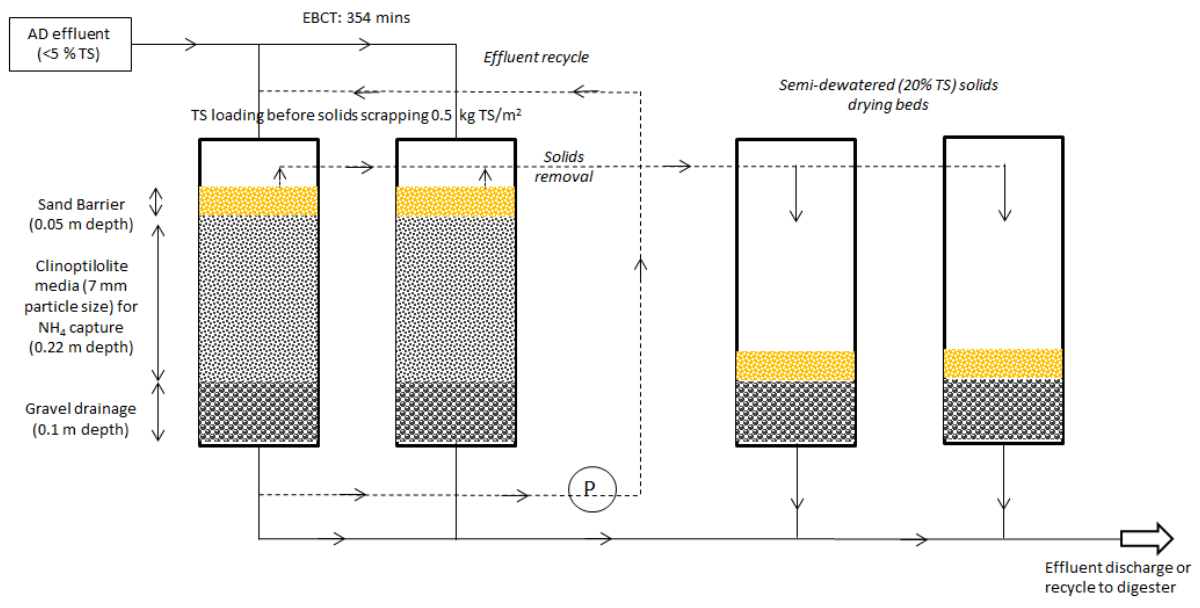 EBCT: 354 mins
AD effluent
(<5 % TS)
Effluent recycle
Semi-dewatered (20% TS) solids
drying beds
TS loading before solids scrapping 0.5 kg TS/m²
Solids
removal
Sand Barrier
(0.05 m depth)
Clinoptilolite
media (7 mm
particle size) for
NH₄ capture
(0.22 m depth)
Gravel drainage
(0.1 m depth)
P
Effluent discharge or
recycle to digester